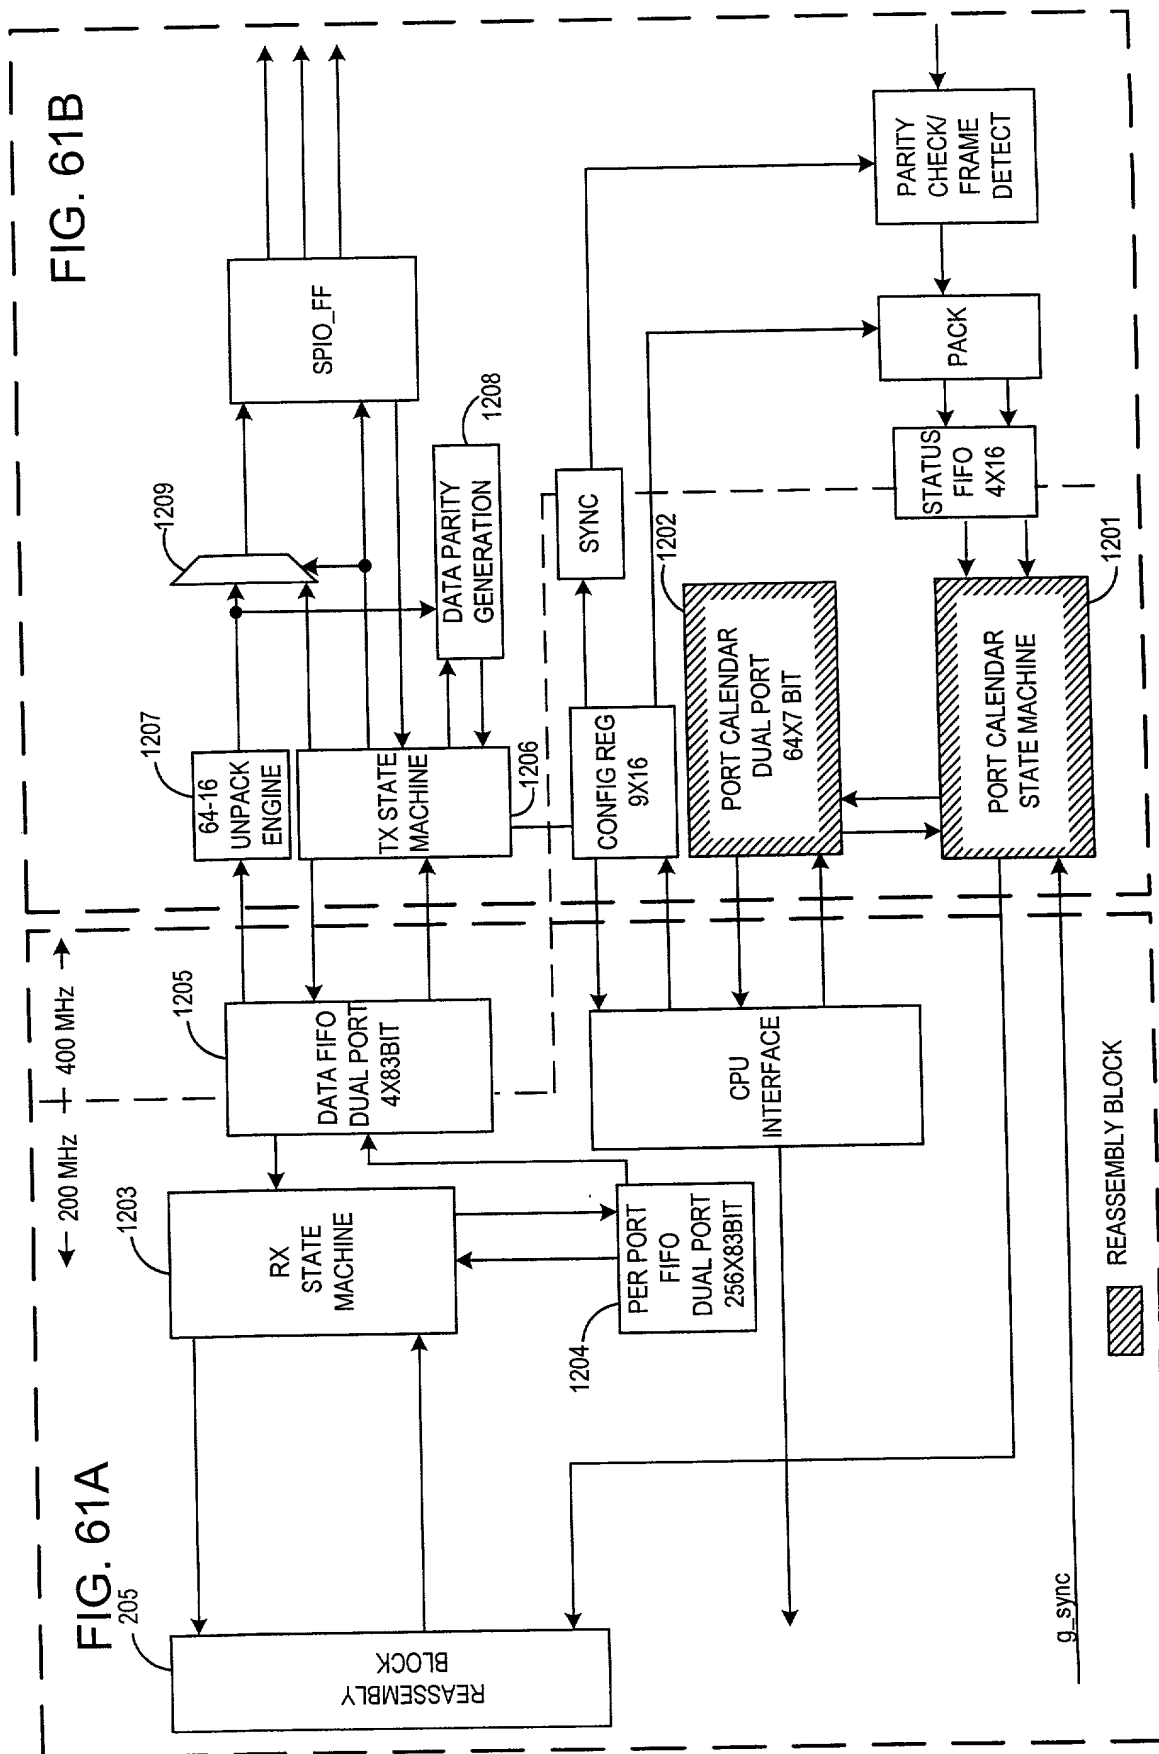 FIG. 61A
205
REASSEMBLY
BLOCK
200 MHz
400 MHz
1203
RX
STATE
MACHINE
1204
PER PORT
FIFO
DUAL PORT
256X83BIT
1205
DATA FIFO
DUAL PORT
4X83BIT
CPU
INTERFACE
g_sync
REASSEMBLY BLOCK
FIG. 61B
1207
64-16
UNPACK
ENGINE
TX STATE
MACHINE
1206
1209
DATA PARITY
GENERATION
1208
SPIO_FF
CONFIG REG
9X16
SYNC
1202
PORT CALENDAR
DUAL PORT
64X7 BIT
PORT CALENDAR
STATE MACHINE
1201
STATUS
FIFO
4X16
PACK
PARITY
CHECK/
FRAME
DETECT